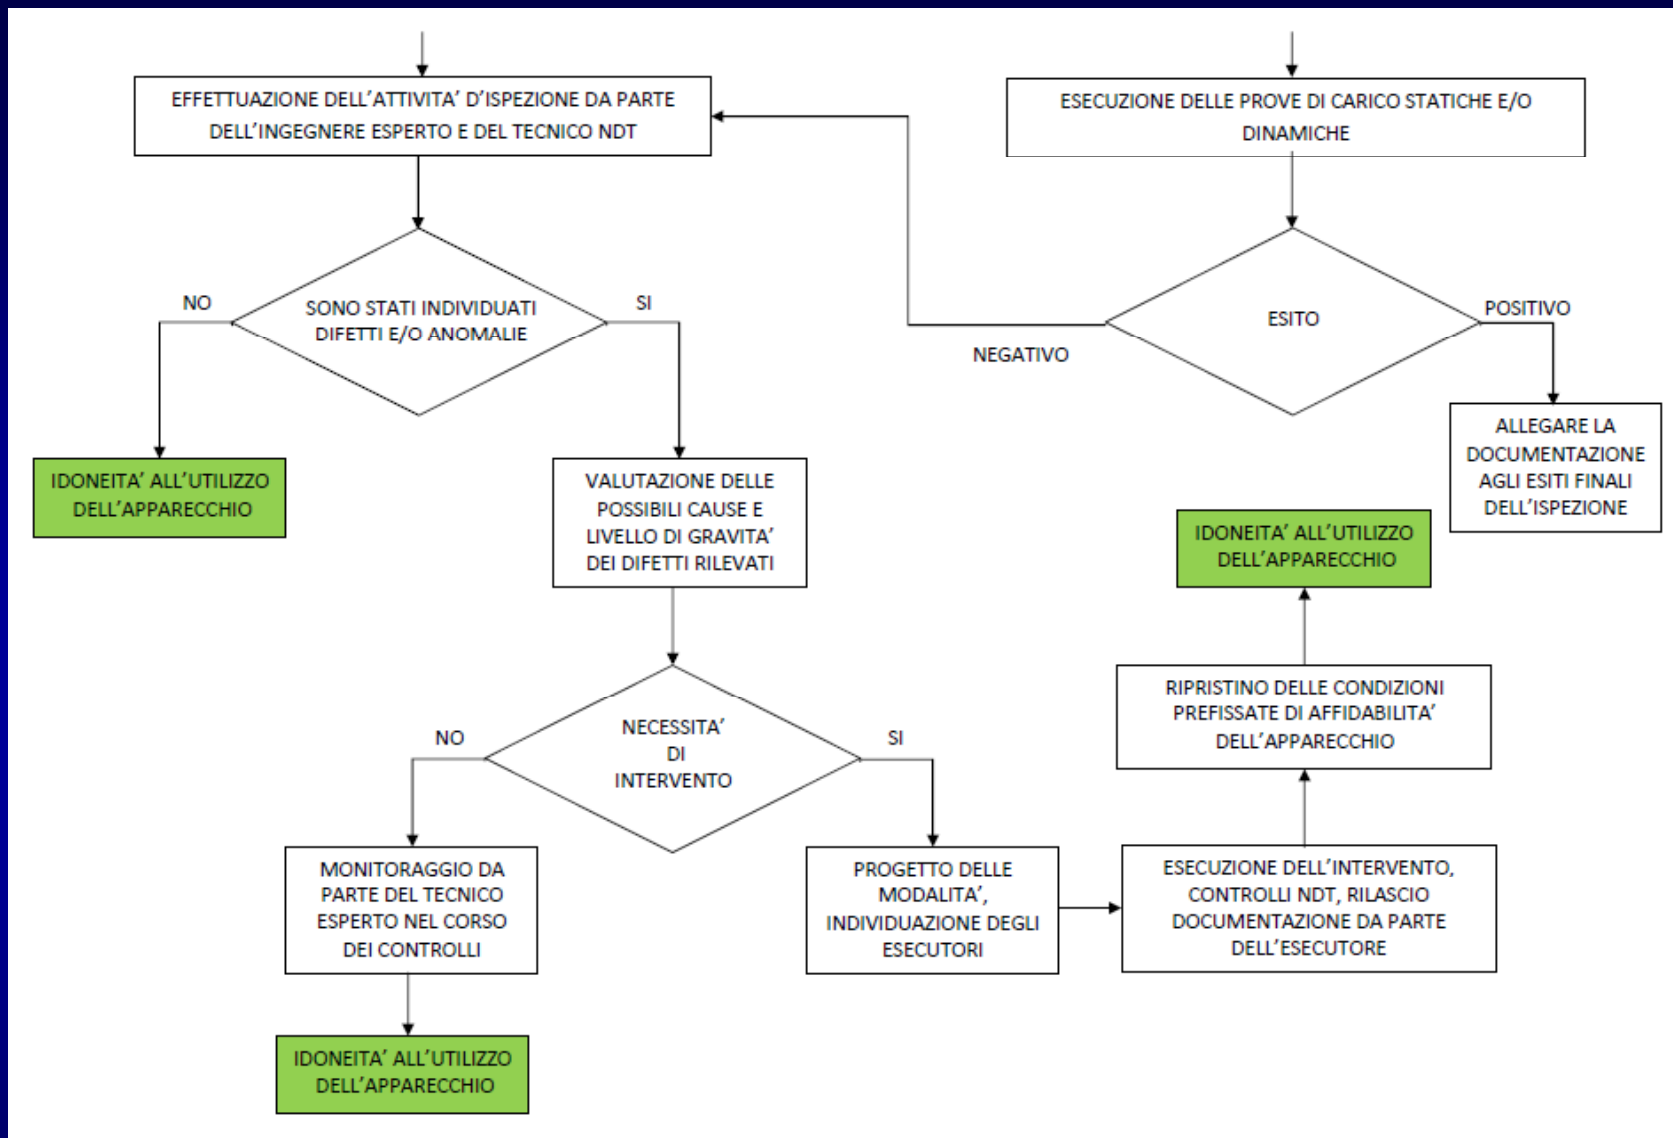 EFFETTUAZIONE DELL'ATTIVITA' D'ISPEZIONE DA PARTE
DELL'INGEGNERE ESPERTO E DEL TECNICO NDT
ESECUZIONE DELLE PROVE DI CARICO STATICHE E/O
DINAMICHE
NO
SONO STATI INDIVIDUATI
DIFETTI E/O ANOMALIE
SI
NEGATIVO
ESITO
POSITIVO
ALLEGARE LA
DOCUMENTAZIONE
AGLI ESITI FINALI
DELL'ISPEZIONE
IDONEITA' ALL'UTILIZZO
DELL'APPARECCHIO
VALUTAZIONE DELLE
POSSIBILI CAUSE E
LIVELLO DI GRAVITA'
DEI DIFETTI RILEVATI
IDONEITA' ALL'UTILIZZO
DELL'APPARECCHIO
RIPRISTINO DELLE CONDIZIONI
PREFISSATE DI AFFIDABILITA'
DELL'APPARECCHIO
NO
NECESSITA'
DI
INTERVENTO
SI
MONITORAGGIO DA
PARTE DEL TECNICO
ESPERTO NEL CORSO
DEI CONTROLLI
PROGETTO DELLE
MODALITA',
INDIVIDUAZIONE DEGLI
ESECUTORI
ESECUZIONE DELL'INTERVENTO,
CONTROLLI NDT, RILASCIO
DOCUMENTAZIONE DA PARTE
DELL'ESECUTORE
IDONEITA' ALL'UTILIZZO
DELL'APPARECCHIO